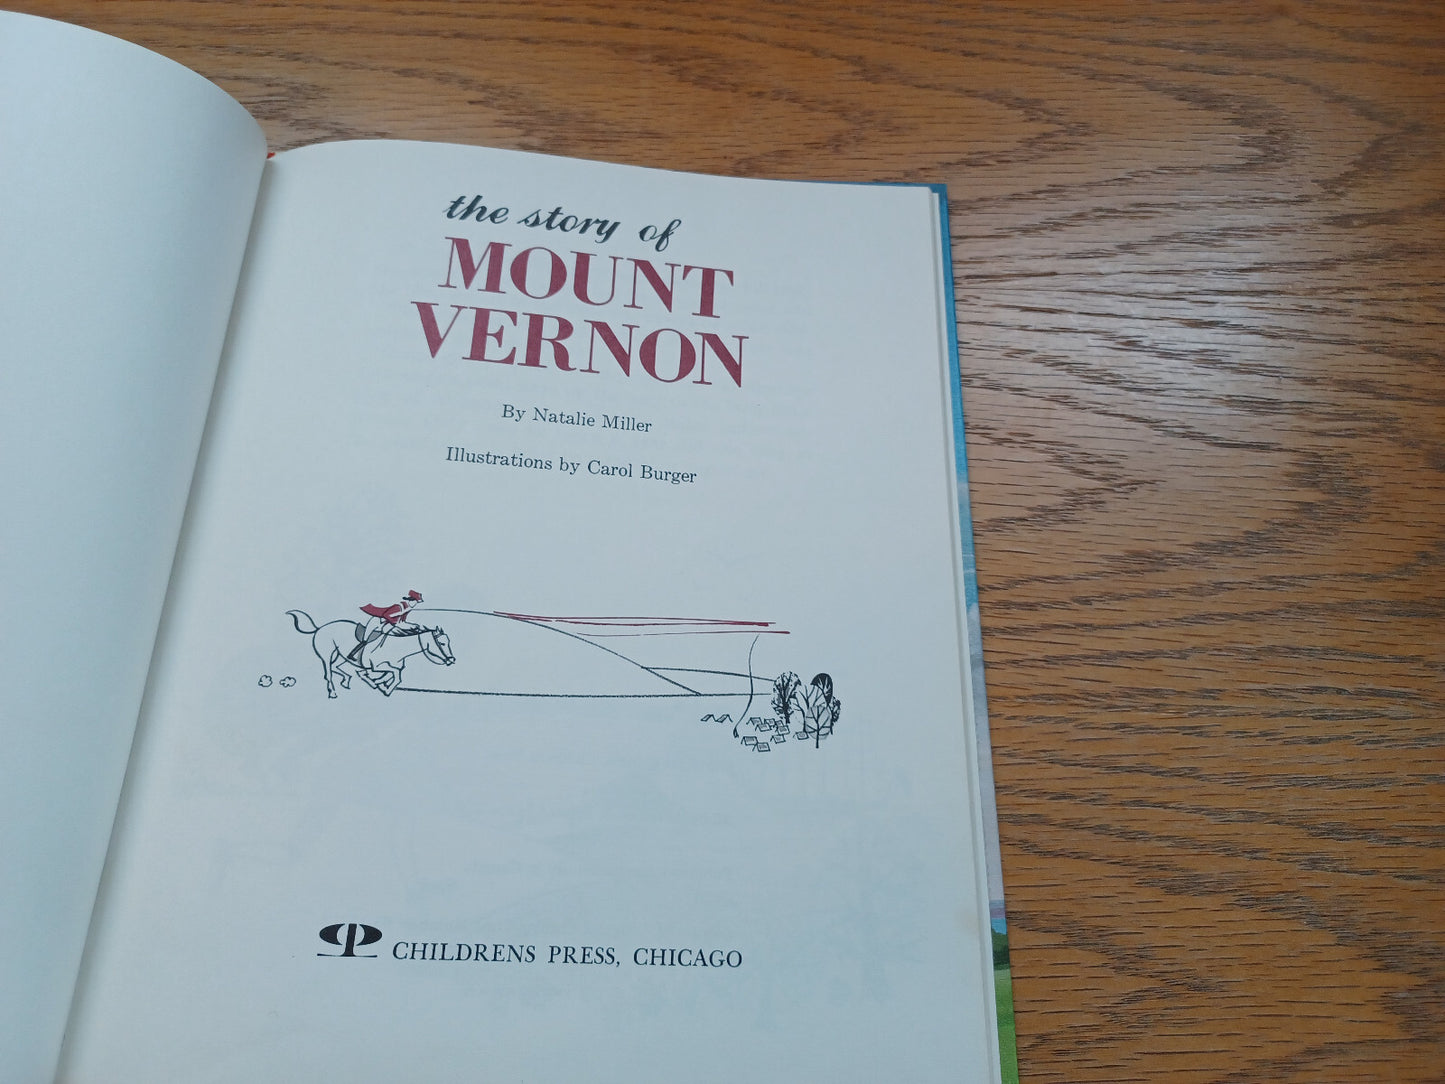 the story of
MOUNT
VERNON
By Natalie Miller
Illustrations by Carol Burger
CHILDRENS PRESS, CHICAGO